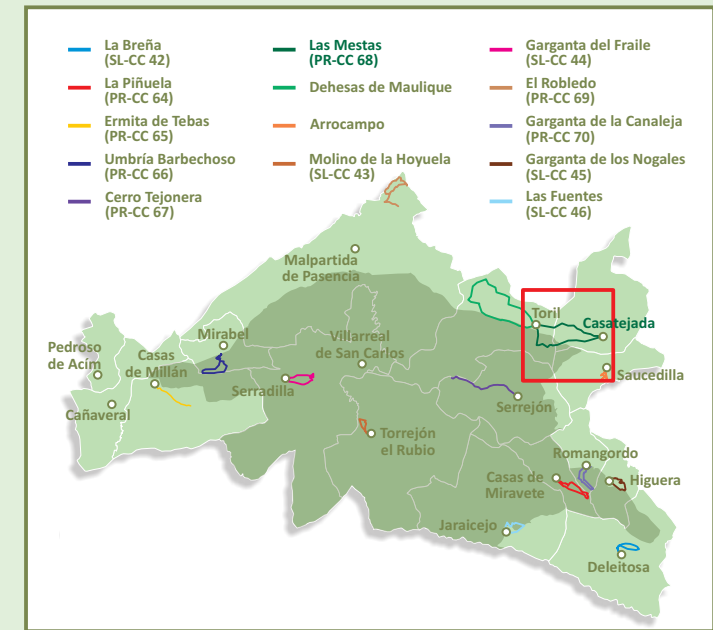 La Breña
(SL-CC 42)
La Piñuela
(PR-CC 64)
Ermita de Tebas
(PR-CC 65)
Umbría Barbechoso
(PR-CC 66)
Cerro Tejonera
(PR-CC 67)
Las Mestas
(PR-CC 68)
Dehesas de Maulique
Arrocampo
Molino de la Hoyuela
(SL-CC 43)
Garganta del Fraile
(SL-CC 44)
El Robledo
(PR-CC 69)
Garganta de la Canaleja
(PR-CC 70)
Garganta de los Nogales
(SL-CC 45)
Las Fuentes
(SL-CC 46)
Malpartida
de Pasencia
Toril
Casatejada
Mirabel
Villarreal
de San Carlos
Pedroso
de Acím
Casas
de Millán
Saucedilla
Serradilla
Serrejón
Cañaveral
Torrejón
el Rubio
Romangordo
Casas de
Miravete
Higuera
Jaraicejo
Deleitosa